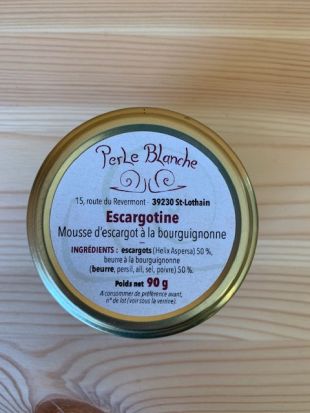 Perle Blanche
15, route du Revermont - 39230 St-Lothain
Escargotine
Mousse d'escargot à la bourguignonne
INGRÉDIENTS : escargots (Helix Aspersa) 50 %,
beurre à la bourguignonne
(beurre, persil, ail, sel, poivre) 50 %.
Poids net 90 g
A consommer de préférence avant,
n° de lot (voir sous la verrine).